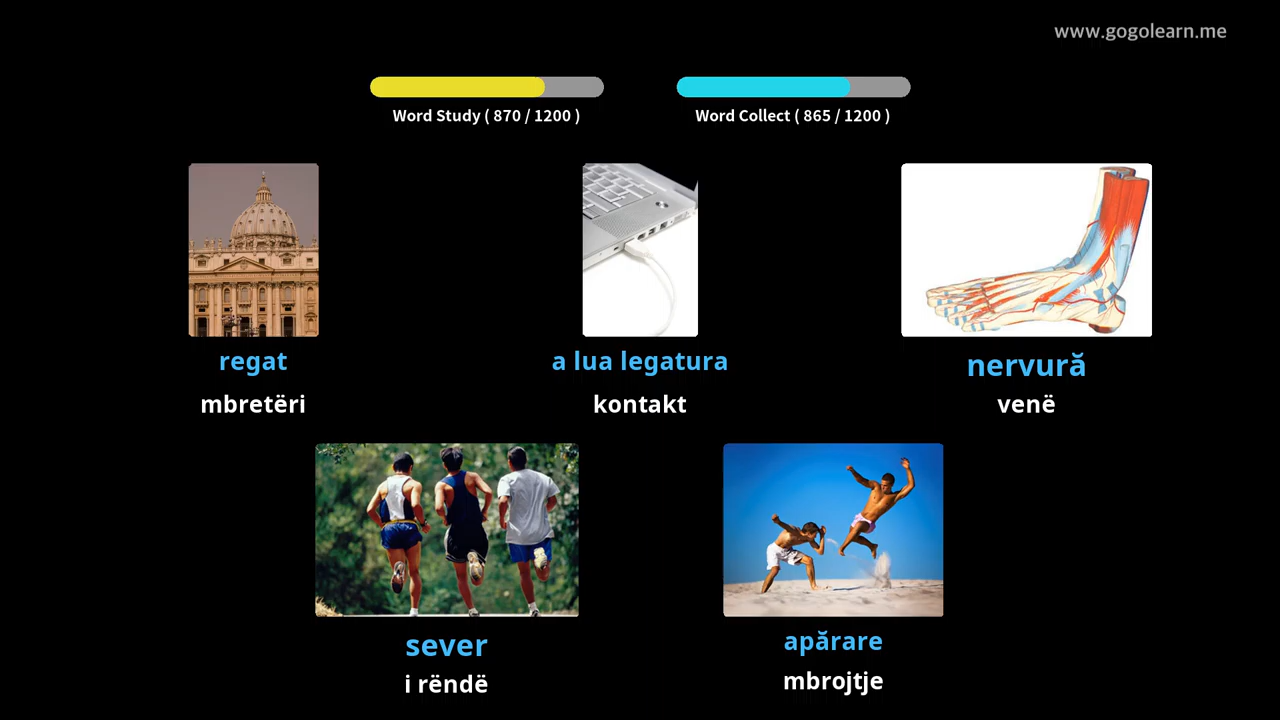 www.gogolearn.me
Word Study ( 870 / 1200 )
Word Collect ( 865 / 1200 )
regat
mbretëri
a lua legatura
kontakt
nervură
venë
sever
i rëndë
apărare
mbrojtje